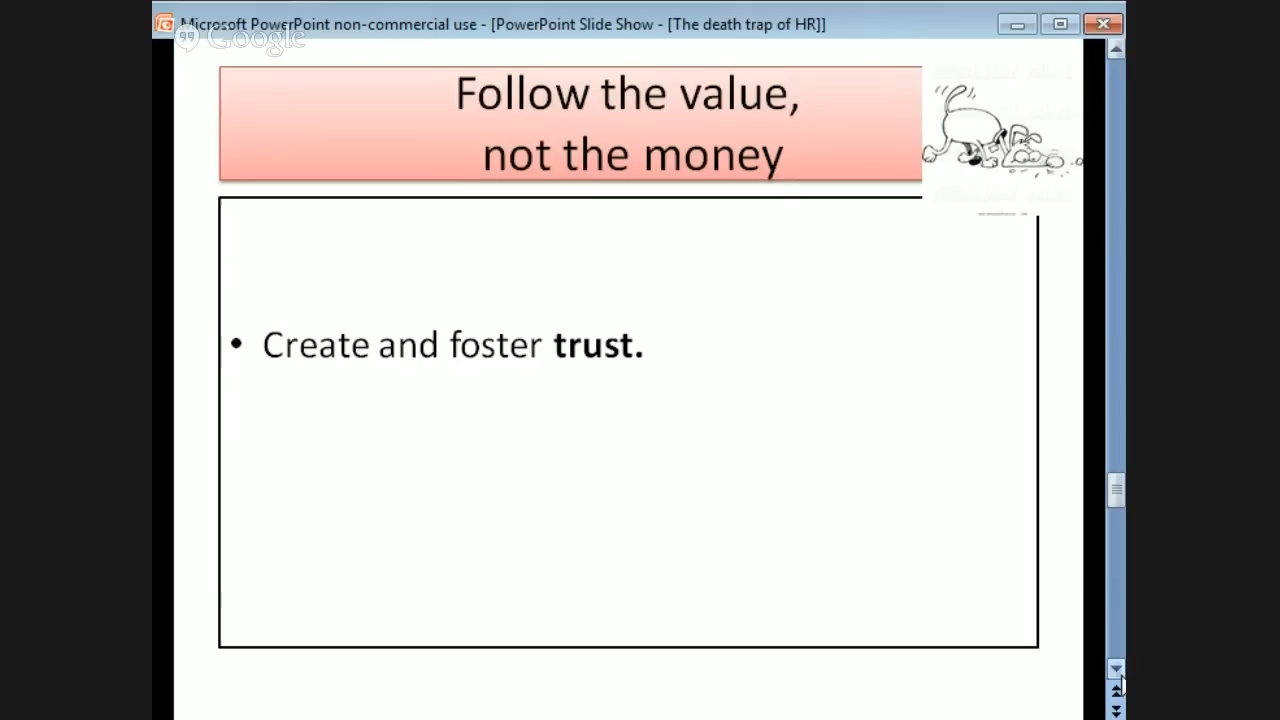 Microsoft PowerPoint non-commercial use - [PowerPoint Slide Show - [The death trap of HR]]
Google
Follow the value,
not the money
• Create and foster trust.